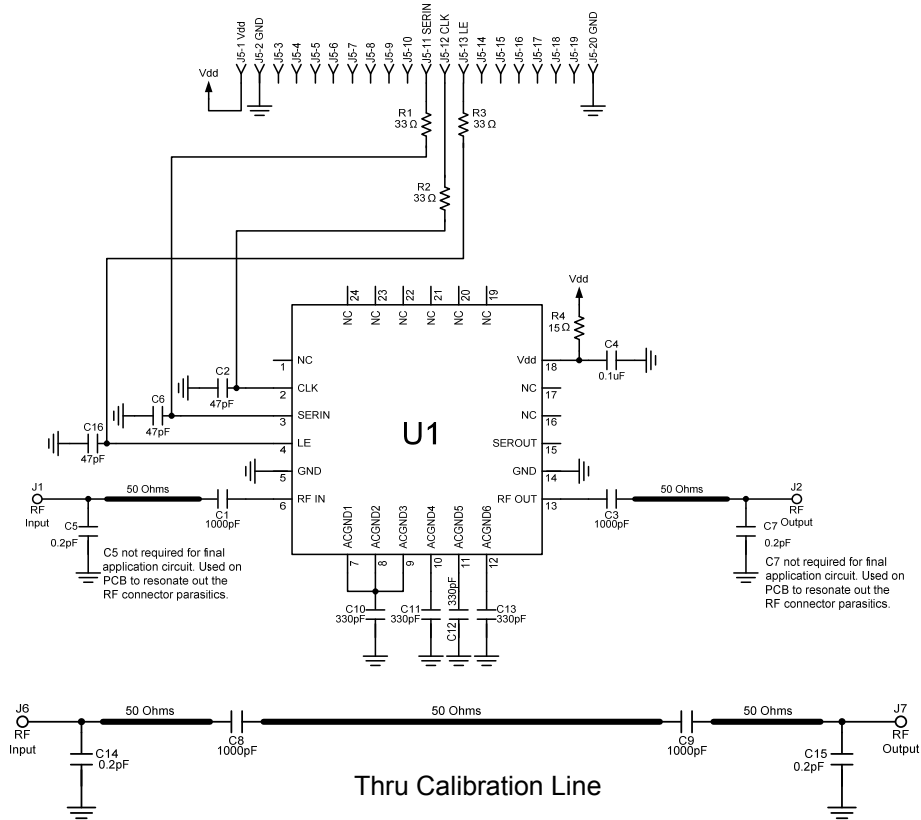 J5-1 Vdd
J5-2 GND
J5-3
J5-4
J5-5
J5-6
J5-7
J5-8
J5-9
J5-10
J5-11 SERIN
J5-12 CLK
J5-13 LE
J5-14
J5-15
J5-16
J5-17
J5-18
J5-19
J5-20 GND
Vdd
R1
33 Ω
R3
33 Ω
R2
33 Ω
24
23
22
21
20
19
NC
NC
NC
NC
NC
NC
Vdd
R4
15 Ω
C4
0.1uF
NC
1
CLK
2
SERIN
3
LE
4
GND
5
RF IN
6
U1
Vdd
18
NC
17
NC
16
SEROUT
15
GND
14
RF OUT
13
C2
47pF
C6
47pF
C16
47pF
J1
RF
Input
50 Ohms
C1
1000pF
C5
0.2pF
C5 not required for final
application circuit. Used on
PCB to resonate out the
RF connector parasitics.
ACGND1
ACGND2
ACGND3
ACGND4
ACGND5
ACGND6
7
8
9
10
11
12
C10
330pF
C11
330pF
330pF
C12
C13
330pF
C3
1000pF
50 Ohms
J2
RF
Output
C7
0.2pF
C7 not required for final
application circuit. Used on
PCB to resonate out the
RF connector parasitics.
J6
RF
Input
50 Ohms
C14
0.2pF
C8
1000pF
50 Ohms
C9
1000pF
50 Ohms
C15
0.2pF
J7
RF
Output
Thru Calibration Line